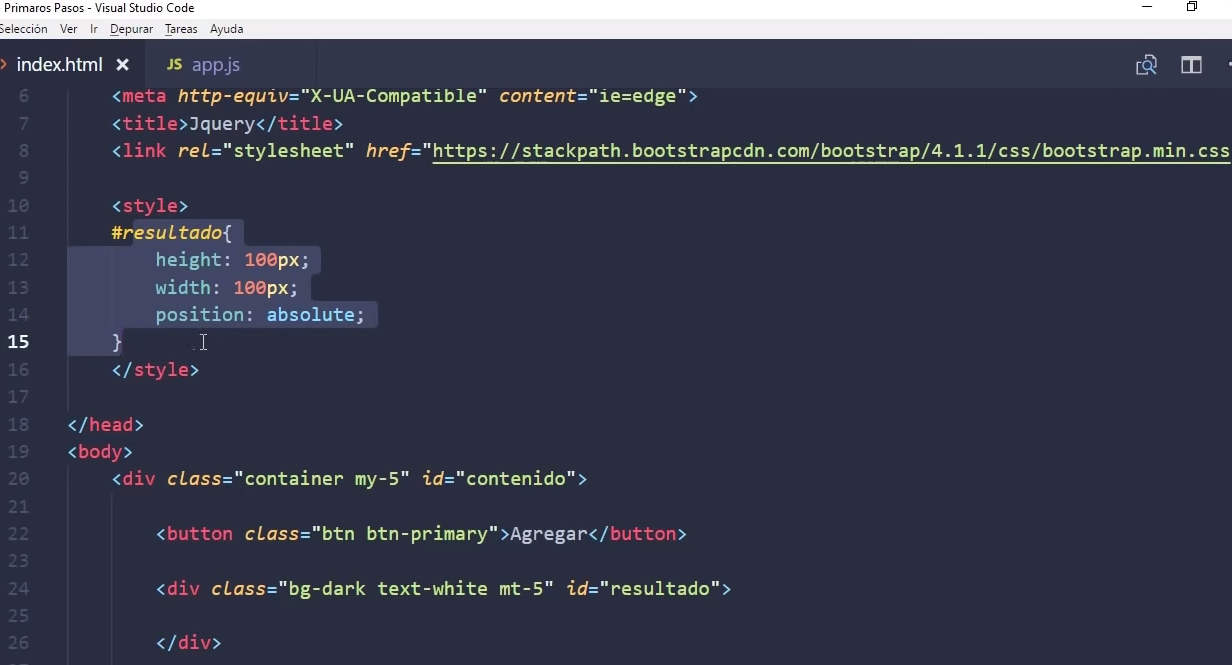 Primaros Pasos - Visual Studio Code
Selección Ver Ir Depurar Tareas Ayuda
index.html JS app.js
6 <meta http-equiv="X-UA-Compatible" content="ie=edge">
7 <title>Jquery</title>
8 <link rel="stylesheet" href="https://stackpath.bootstrapcdn.com/bootstrap/4.1.1/css/bootstrap.min.css
9
10 <style>
11 #resultado{
12 height: 100px;
13 width: 100px;
14 position: absolute;
15 }
16 </style>
17
18 </head>
19 <body>
20 <div class="container my-5" id="contenido">
21
22 <button class="btn btn-primary">Agregar</button>
23
24 <div class="bg-dark text-white mt-5" id="resultado">
25
26 </div>